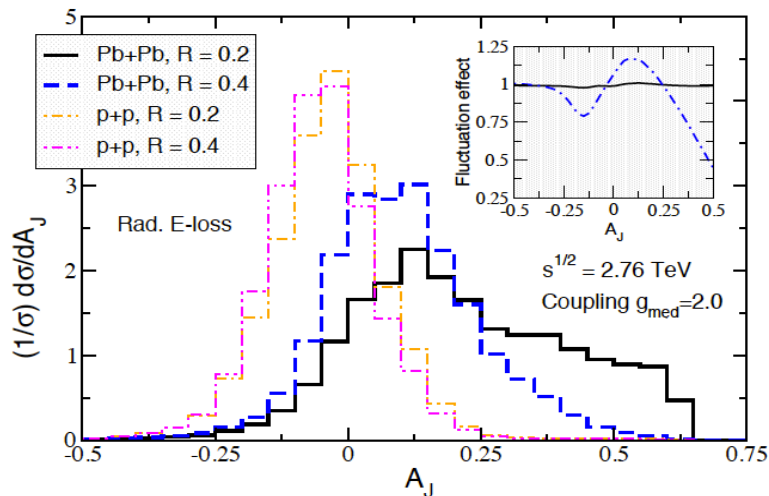 5
4
3
2
1
0
(1/σ) dσ/dA_J
Pb+Pb, R = 0.2
Pb+Pb, R = 0.4
p+p, R = 0.2
p+p, R = 0.4
Rad. E-loss
1.25
1
0.75
0.5
0.25
Fluctuation effect
-0.5 -0.25 0 0.25 0.5
A_J
s^1/2 = 2.76 TeV
Coupling g_med=2.0
-0.5 -0.25 0 0.25 0.5 0.75
A_J